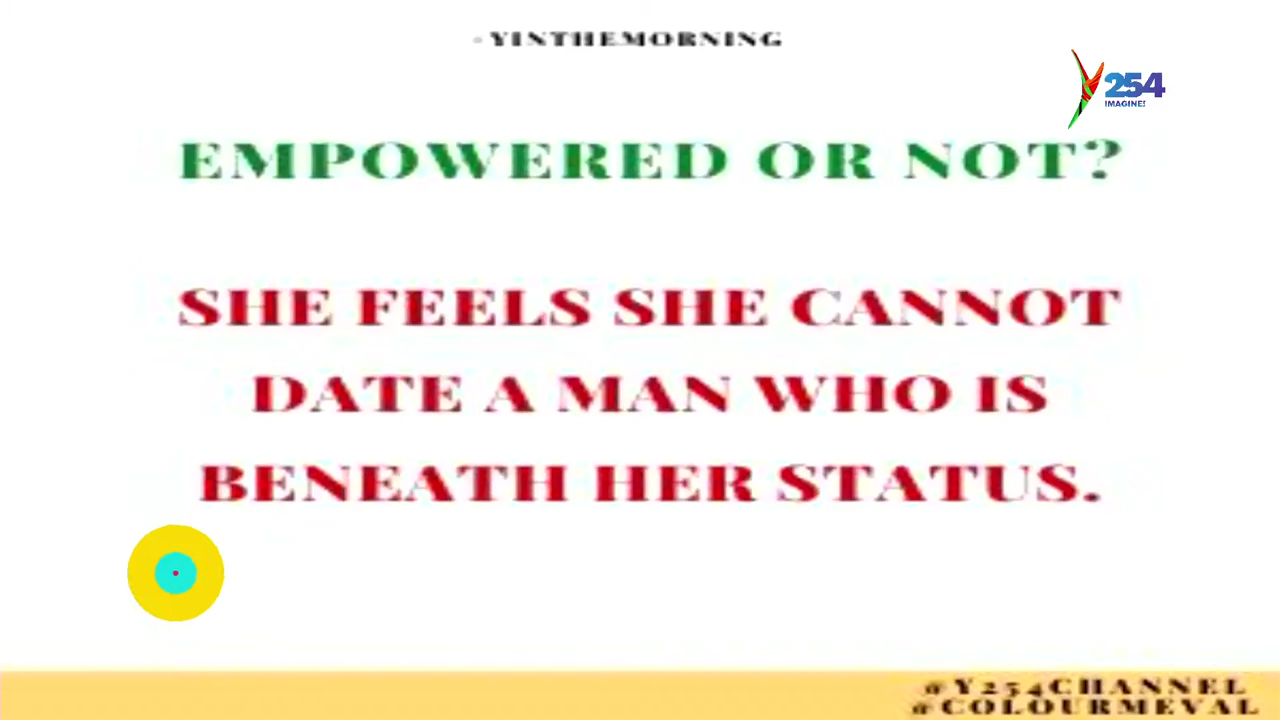 -YINTHEMORNING
254
IMAGINE!
EMPOWERED OR NOT?
SHE FEELS SHE CANNOT
DATE A MAN WHO IS
BENEATH HER STATUS.
@Y254CHANNEL
@COLOURMEVAL